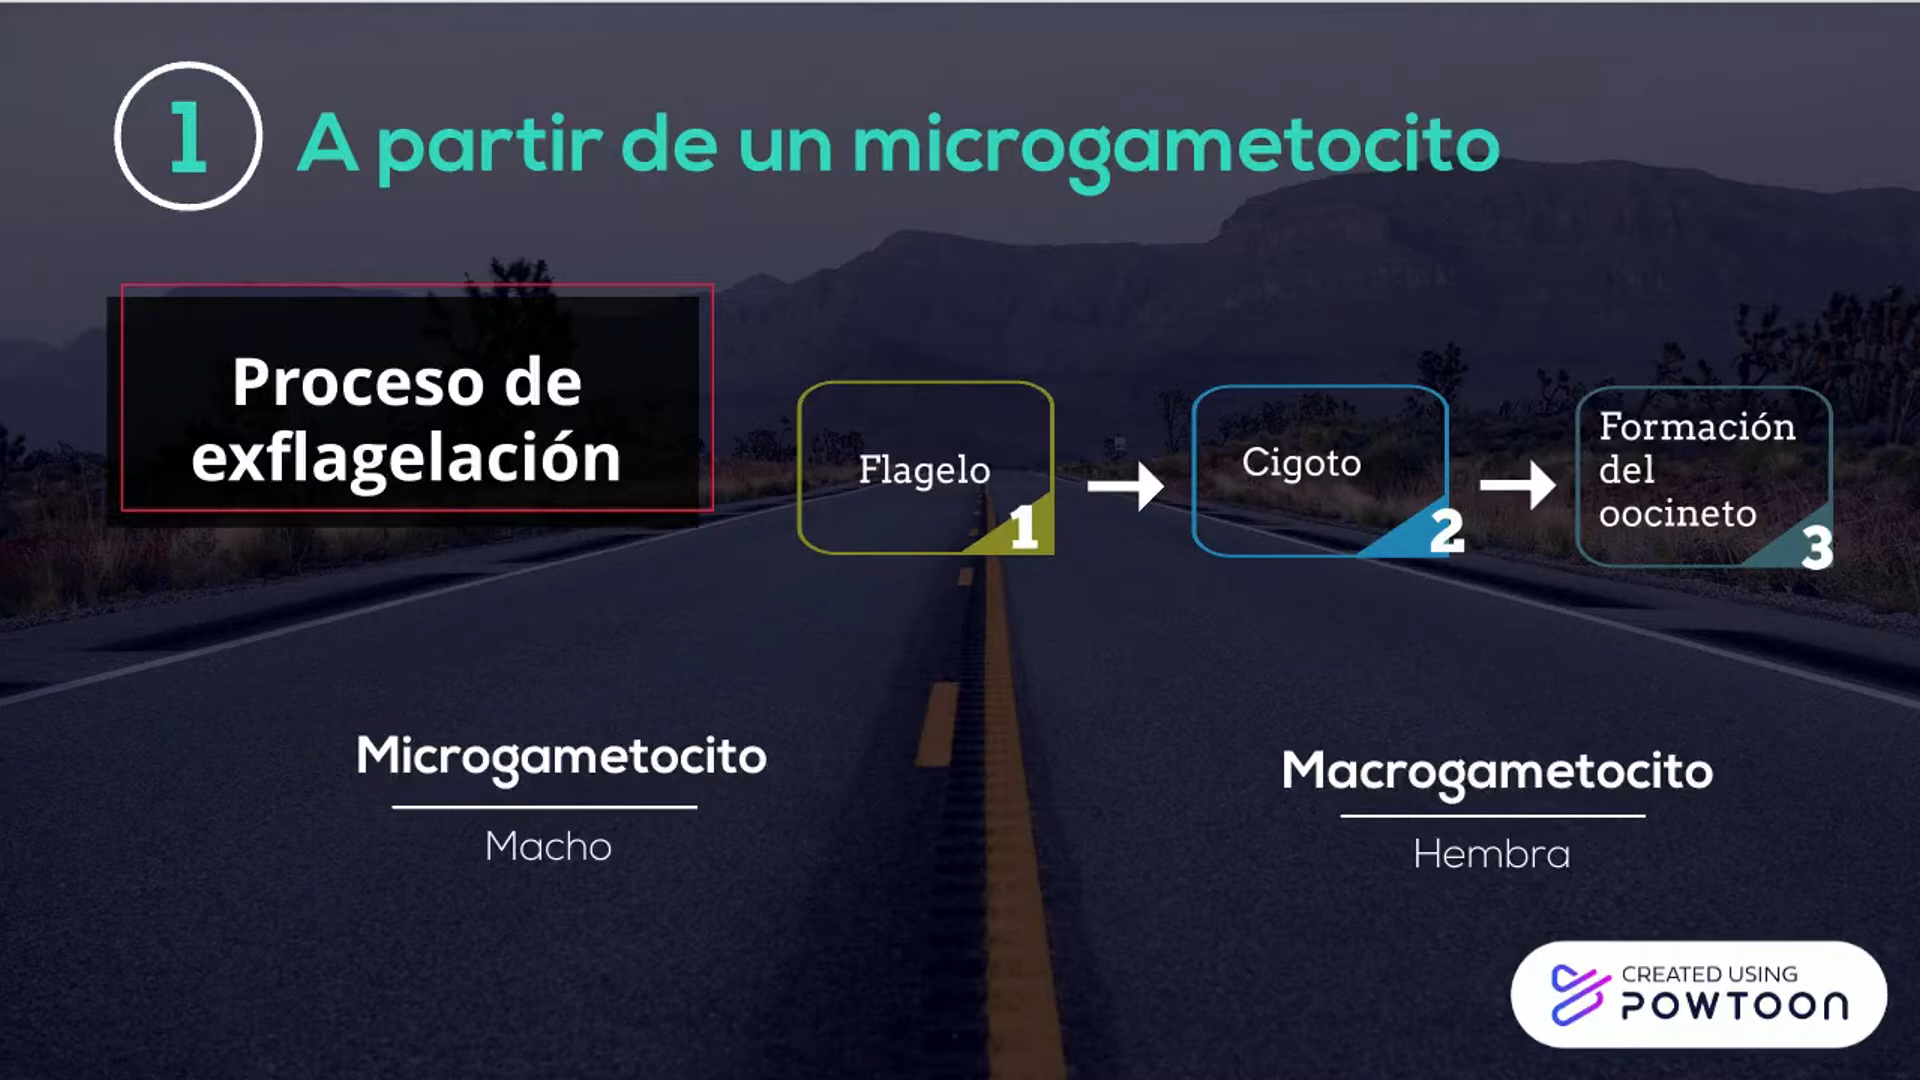 1
A partir de un microgametocito
Proceso de
exflagelación
Flagelo
1
Cigoto
2
Formación
del
oocineto
3
Microgametocito
Macho
Macrogametocito
Hembra
CREATED USING
POWTOON